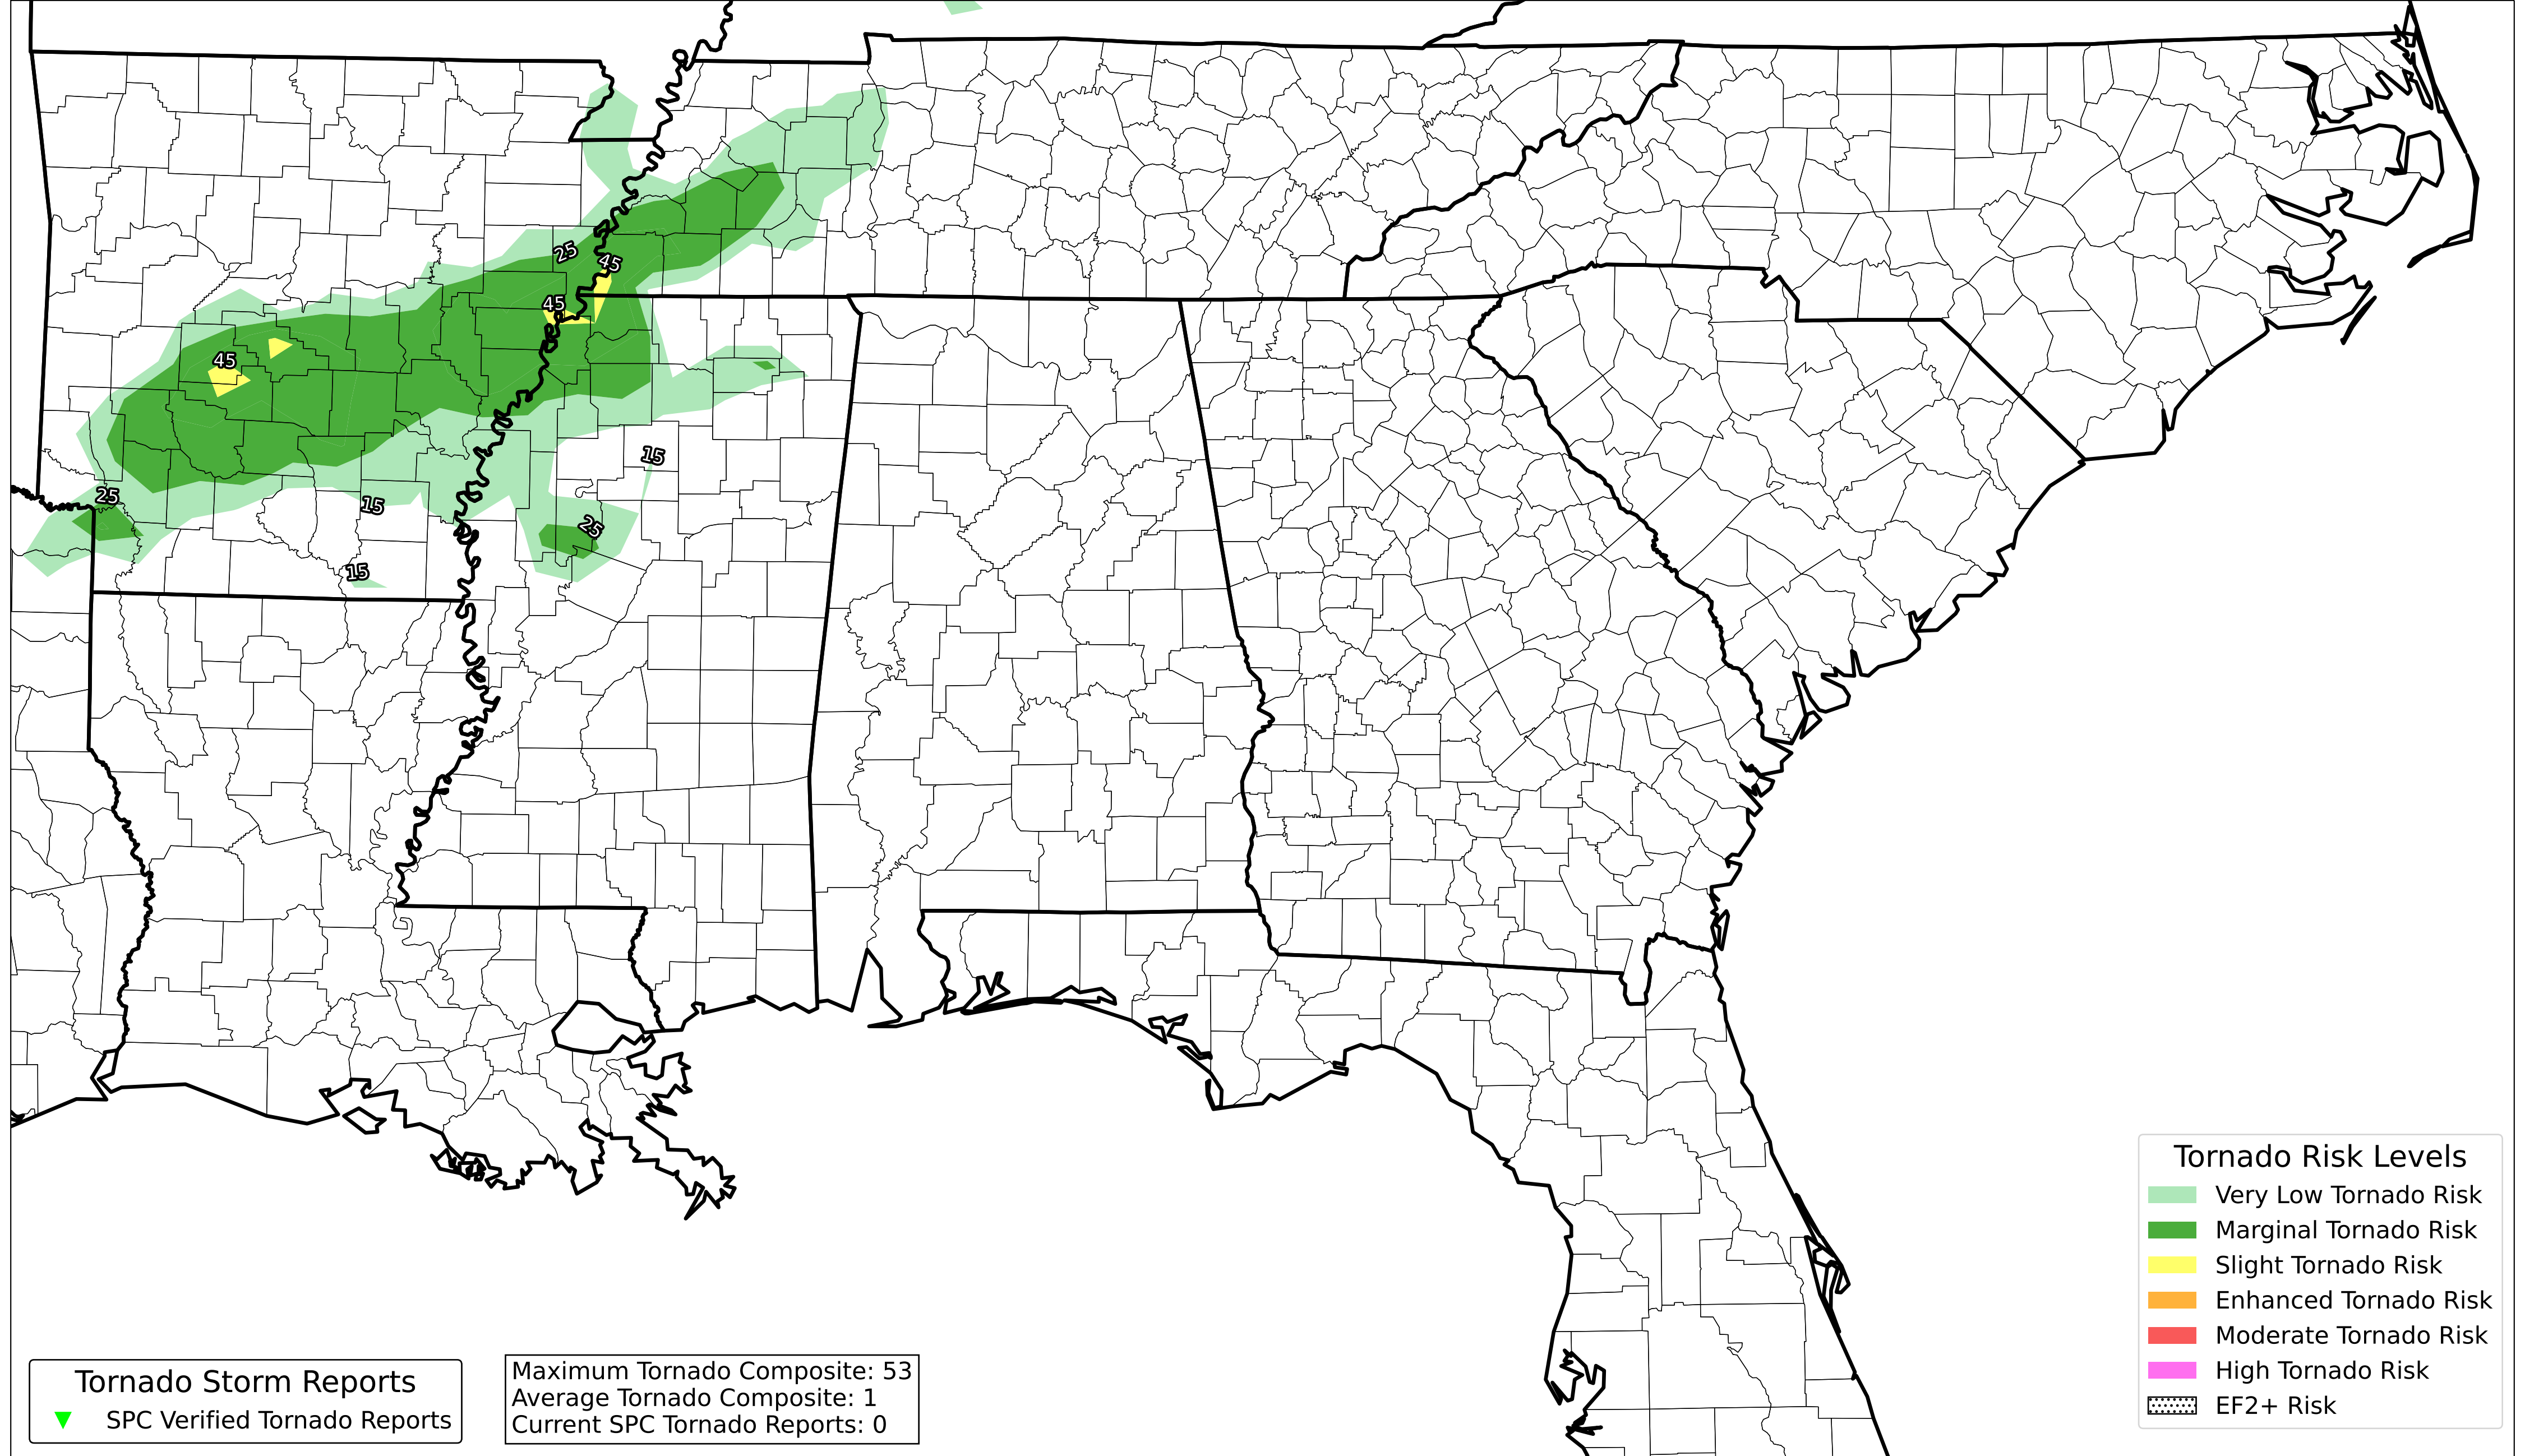 25
45
45
45
15
25
15
25
15
Tornado Risk Levels
Very Low Tornado Risk
Marginal Tornado Risk
Slight Tornado Risk
Enhanced Tornado Risk
Moderate Tornado Risk
High Tornado Risk
EF2+ Risk
Tornado Storm Reports
SPC Verified Tornado Reports
Maximum Tornado Composite: 53
Average Tornado Composite: 1
Current SPC Tornado Reports: 0